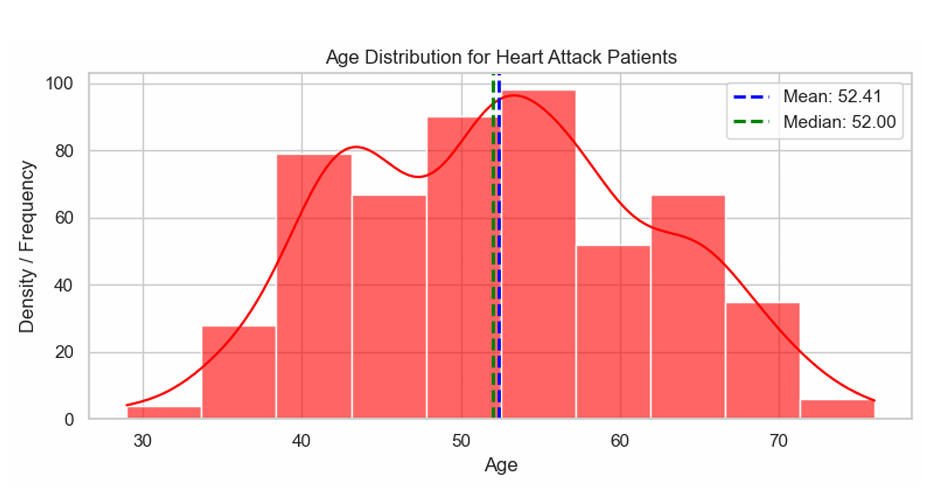 Age Distribution for Heart Attack Patients
100
80
60
40
20
0
Density / Frequency
Mean: 52.41
Median: 52.00
30 40 50 60 70
Age